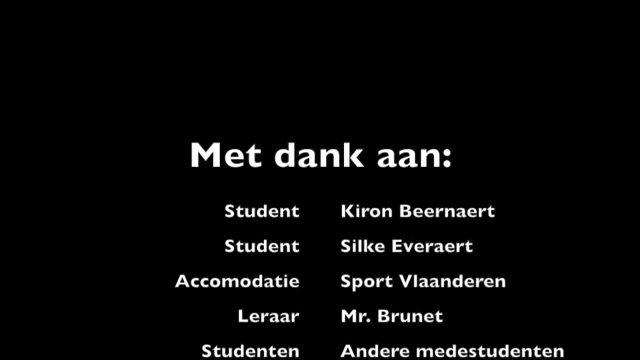 Met dank aan:
Student Kiron Beernaert
Student Silke Everaert
Accomodatie Sport Vlaanderen
Leraar Mr. Brunet
Studenten Andere medestudenten